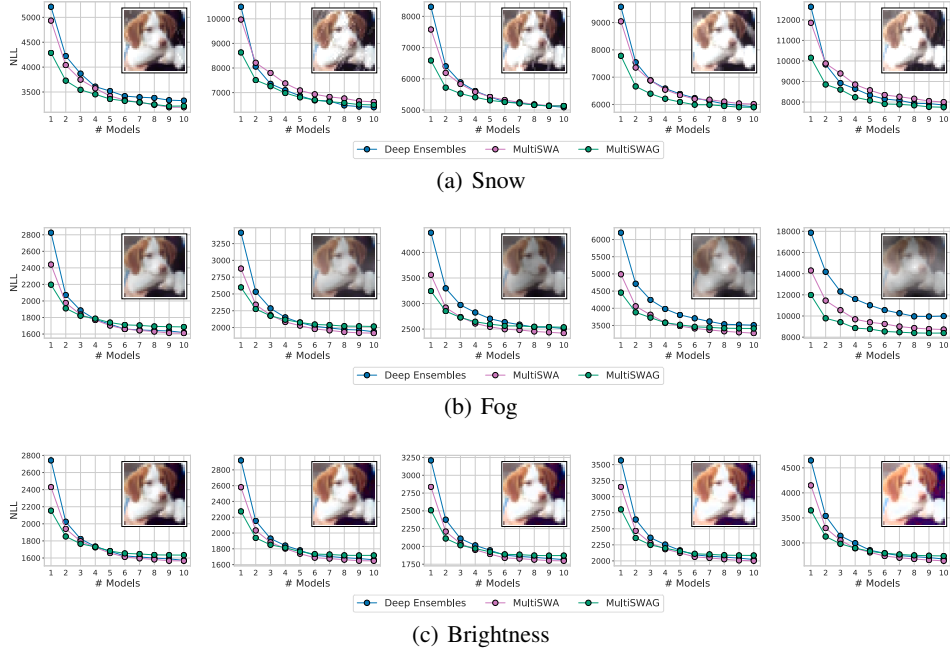 5000
4500
4000
3500
NLL
1 2 3 4 5 6 7 8 9 10
# Models
10000
9000
8000
7000
1 2 3 4 5 6 7 8 9 10
# Models
8000
7000
6000
5000
1 2 3 4 5 6 7 8 9 10
# Models
9000
8000
7000
6000
1 2 3 4 5 6 7 8 9 10
# Models
12000
11000
10000
9000
8000
1 2 3 4 5 6 7 8 9 10
# Models
Deep Ensembles MultiSWA MultiSWAG
(a) Snow
2800
2600
2400
2200
2000
1800
1600
NLL
1 2 3 4 5 6 7 8 9 10
# Models
3250
3000
2750
2500
2250
2000
1 2 3 4 5 6 7 8 9 10
# Models
4000
3500
3000
2500
1 2 3 4 5 6 7 8 9 10
# Models
6000
5500
5000
4500
4000
3500
1 2 3 4 5 6 7 8 9 10
# Models
18000
16000
14000
12000
10000
8000
1 2 3 4 5 6 7 8 9 10
# Models
Deep Ensembles MultiSWA MultiSWAG
(b) Fog
2800
2600
2400
2200
2000
1800
1600
NLL
1 2 3 4 5 6 7 8 9 10
# Models
2800
2600
2400
2200
2000
1800
1600
1 2 3 4 5 6 7 8 9 10
# Models
3250
3000
2750
2500
2250
2000
1750
1 2 3 4 5 6 7 8 9 10
# Models
3500
3250
3000
2750
2500
2250
2000
1 2 3 4 5 6 7 8 9 10
# Models
4500
4000
3500
3000
1 2 3 4 5 6 7 8 9 10
# Models
Deep Ensembles MultiSWA MultiSWAG
(c) Brightness